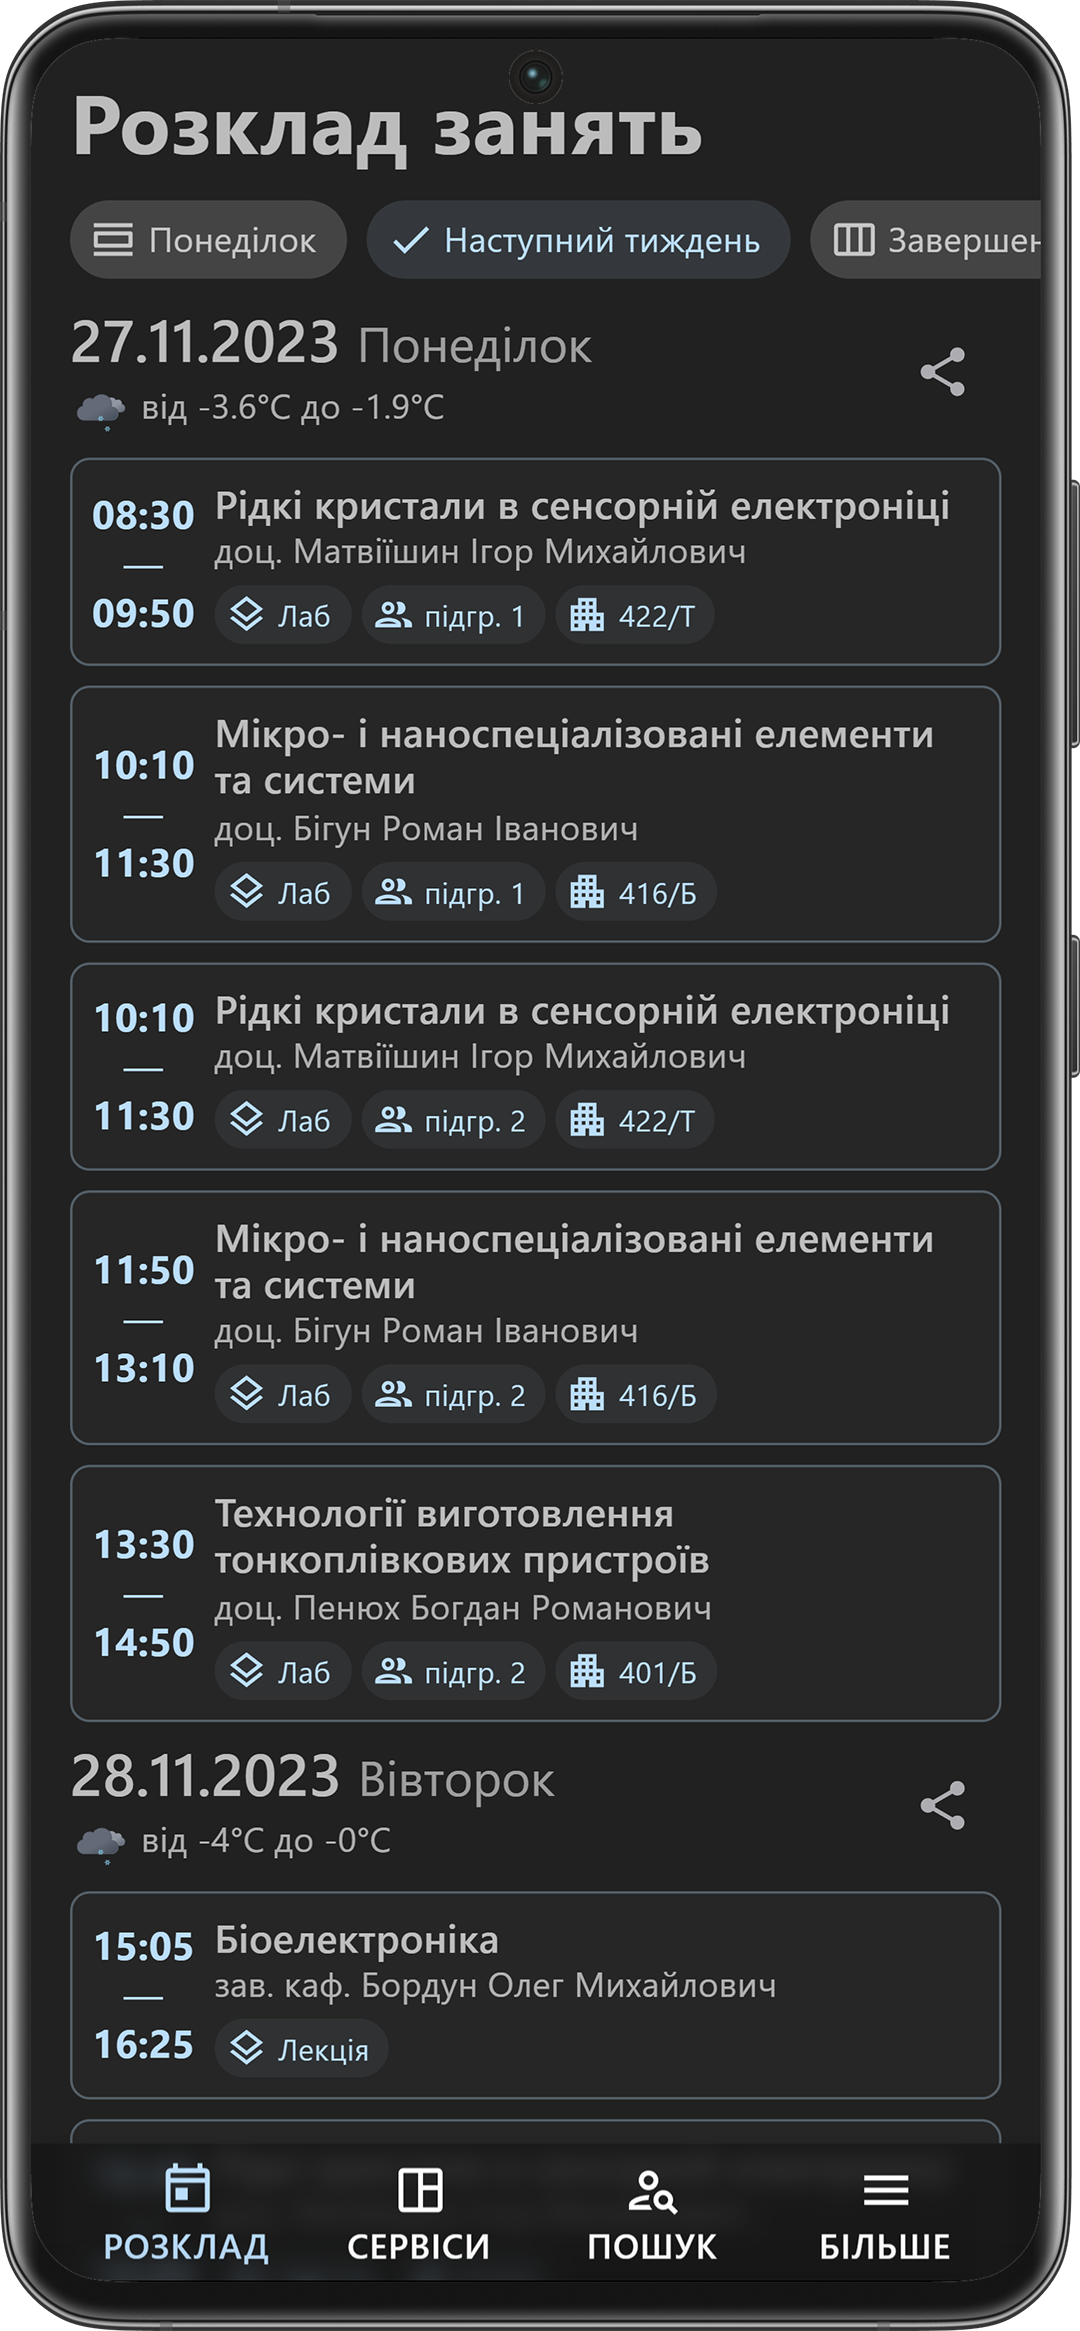 Розклад занять
Понеділок
Наступний тиждень
Завершен
27.11.2023 Понеділок
від -3.6°C до -1.9°C
08:30
09:50
Рідкі кристали в сенсорній електроніці
доц. Матвіїшин Ігор Михайлович
Лаб підгр. 1 422/Т
10:10
11:30
Мікро- і наноспеціалізовані елементи
та системи
доц. Бігун Роман Іванович
Лаб підгр. 1 416/Б
10:10
11:30
Рідкі кристали в сенсорній електроніці
доц. Матвіїшин Ігор Михайлович
Лаб підгр. 2 422/Т
11:50
13:10
Мікро- і наноспеціалізовані елементи
та системи
доц. Бігун Роман Іванович
Лаб підгр. 2 416/Б
13:30
14:50
Технології виготовлення
тонкоплівкових пристроїв
доц. Пенюх Богдан Романович
Лаб підгр. 2 401/Б
28.11.2023 Вівторок
від -4°C до -0°C
15:05
16:25
Біоелектроніка
зав. каф. Бордун Олег Михайлович
Лекція
РОЗКЛАД
СЕРВІСИ
ПОШУК
БІЛЬШЕ